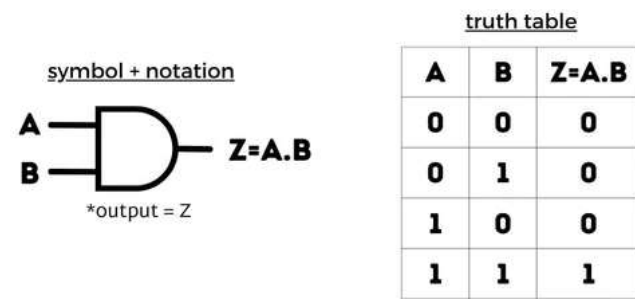 symbol + notation
A
B
Z=A.B
*output = Z
truth table
A B Z=A.B
0 0 0
0 1 0
1 0 0
1 1 1